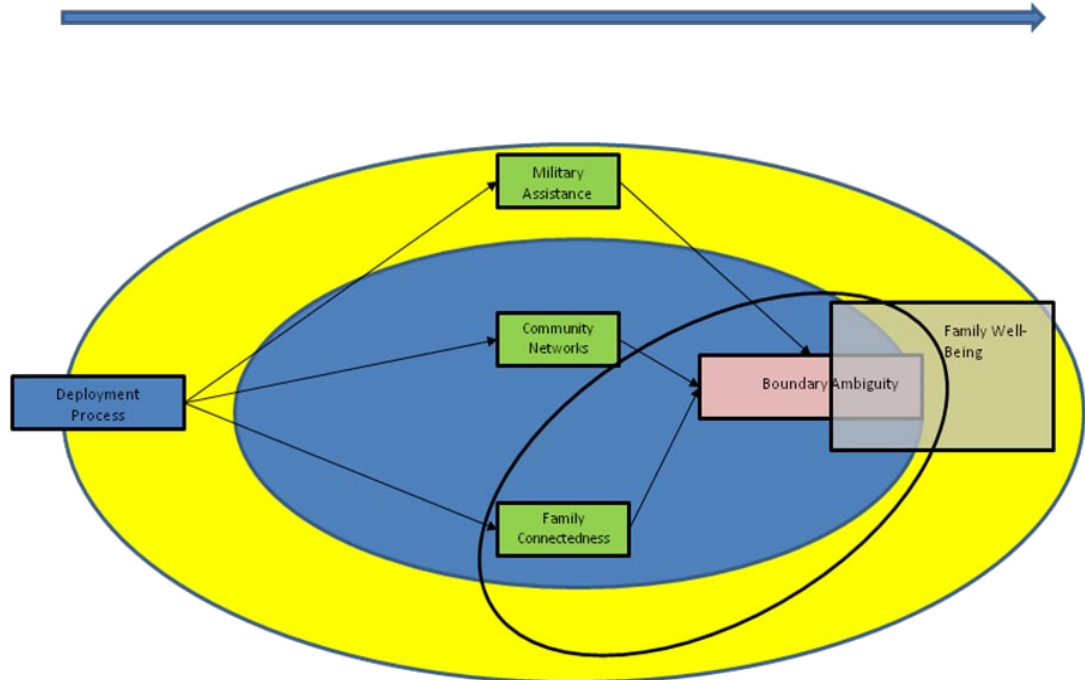 Military
Assistance
Community
Networks
Family Well-
Being
Deployment
Process
Boundary Ambiguity
Family
Connectedness